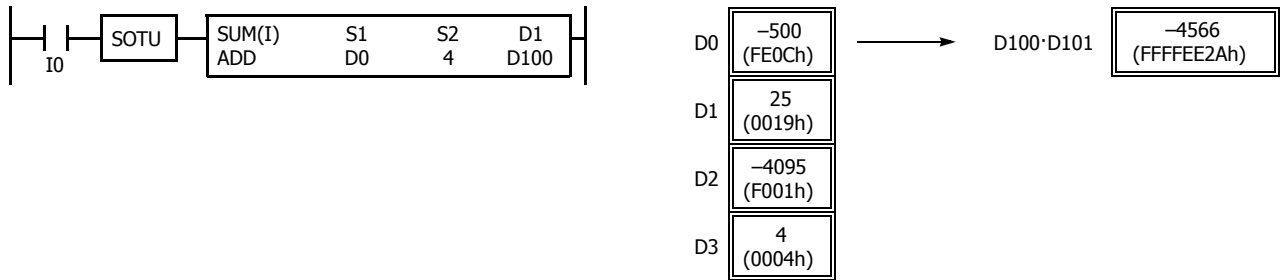 I0
SOTU
SUM(I) S1 S2 D1
ADD D0 4 D100
D0 –500
(FE0Ch)
D100·D101 –4566
(FFFFEE2Ah)
D1 25
(0019h)
D2 –4095
(F001h)
D3 4
(0004h)